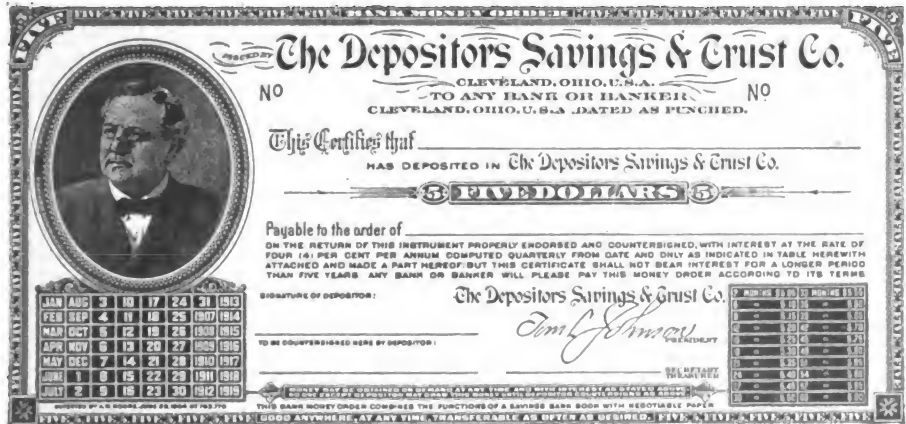 FIVE FIVE FIVE FIVE FIVE BANK MONEY ORDER FIVE FIVE FIVE FIVE FIVE
The Depositors Savings & Trust Co.
CLEVELAND, OHIO, U.S.A.
NO TO ANY BANK OR BANKER NO
CLEVELAND, OHIO, U.S.A. DATED AS PUNCHED.
This Certifies that
HAS DEPOSITED IN The Depositors Savings & Trust Co.
5 FIVE DOLLARS 5
Payable to the order of
ON THE RETURN OF THIS INSTRUMENT PROPERLY ENDORSED AND COUNTERSIGNED, WITH INTEREST AT THE RATE OF
FOUR (4) PER CENT PER ANNUM COMPUTED QUARTERLY FROM DATE AND ONLY AS INDICATED IN TABLE HEREWITH
ATTACHED AND MADE A PART HEREOF: BUT THIS CERTIFICATE SHALL NOT BEAR INTEREST FOR A LONGER PERIOD
THAN FIVE YEARS. ANY BANK OR BANKER WILL PLEASE PAY THIS MONEY ORDER ACCORDING TO ITS TERMS
SIGNATURE OF DEPOSITOR: The Depositors Savings & Trust Co.
Tom L Johnson
PRESIDENT
TO BE COUNTERSIGNED HERE BY DEPOSITOR:
SECRETARY
TREASURER
JAN AUG 3 10 17 24 31 1913
FEB SEP 4 11 18 25 1907 1914
MAR OCT 5 12 19 26 1908 1915
APR NOV 6 13 20 27 1909 1916
MAY DEC 7 14 21 28 1910 1917
JUNE 1 8 15 22 29 1911 1918
JULY 2 9 16 23 30 1912 1919
THIS BANK MONEY ORDER COMBINES THE FUNCTIONS OF A SAVINGS BANK BOOK WITH NEGOTIABLE PAPER
GOOD ANYWHERE, AT ANY TIME, TRANSFERABLE AS OFTEN AS DESIRED.